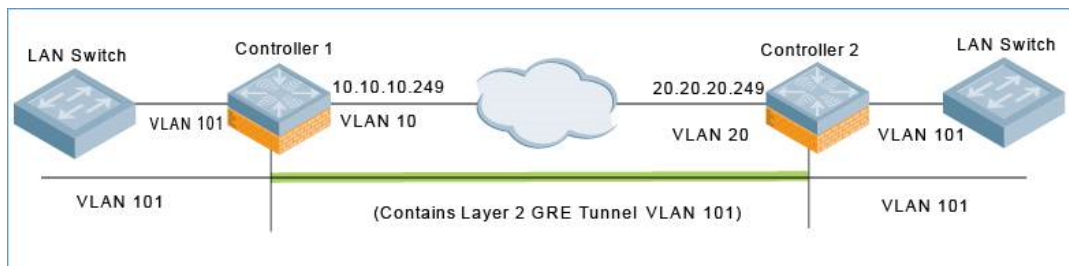 LAN Switch
Controller 1
Controller 2
LAN Switch
10.10.10.249
20.20.20.249
VLAN 101
VLAN 10
VLAN 20
VLAN 101
VLAN 101
(Contains Layer 2 GRE Tunnel VLAN 101)
VLAN 101